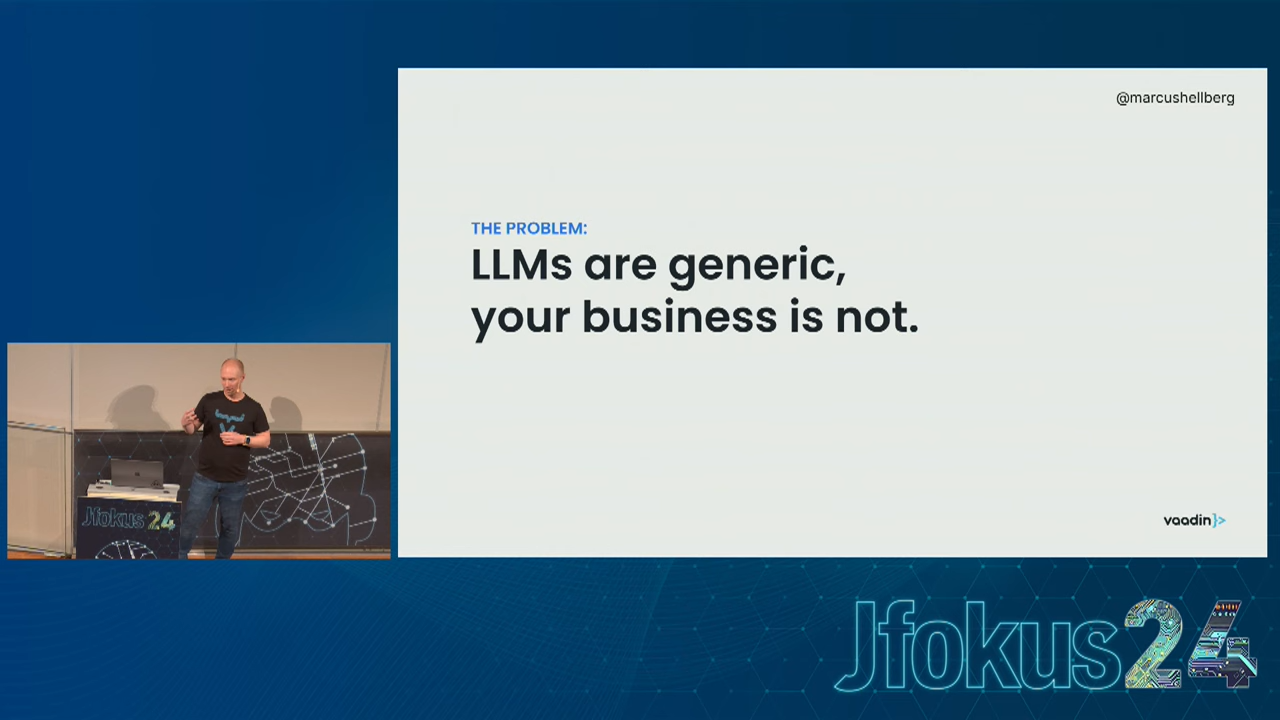 @marcushellberg
THE PROBLEM:
LLMs are generic,
your business is not.
vaadin}>
Jfokus 24
Jfokus24